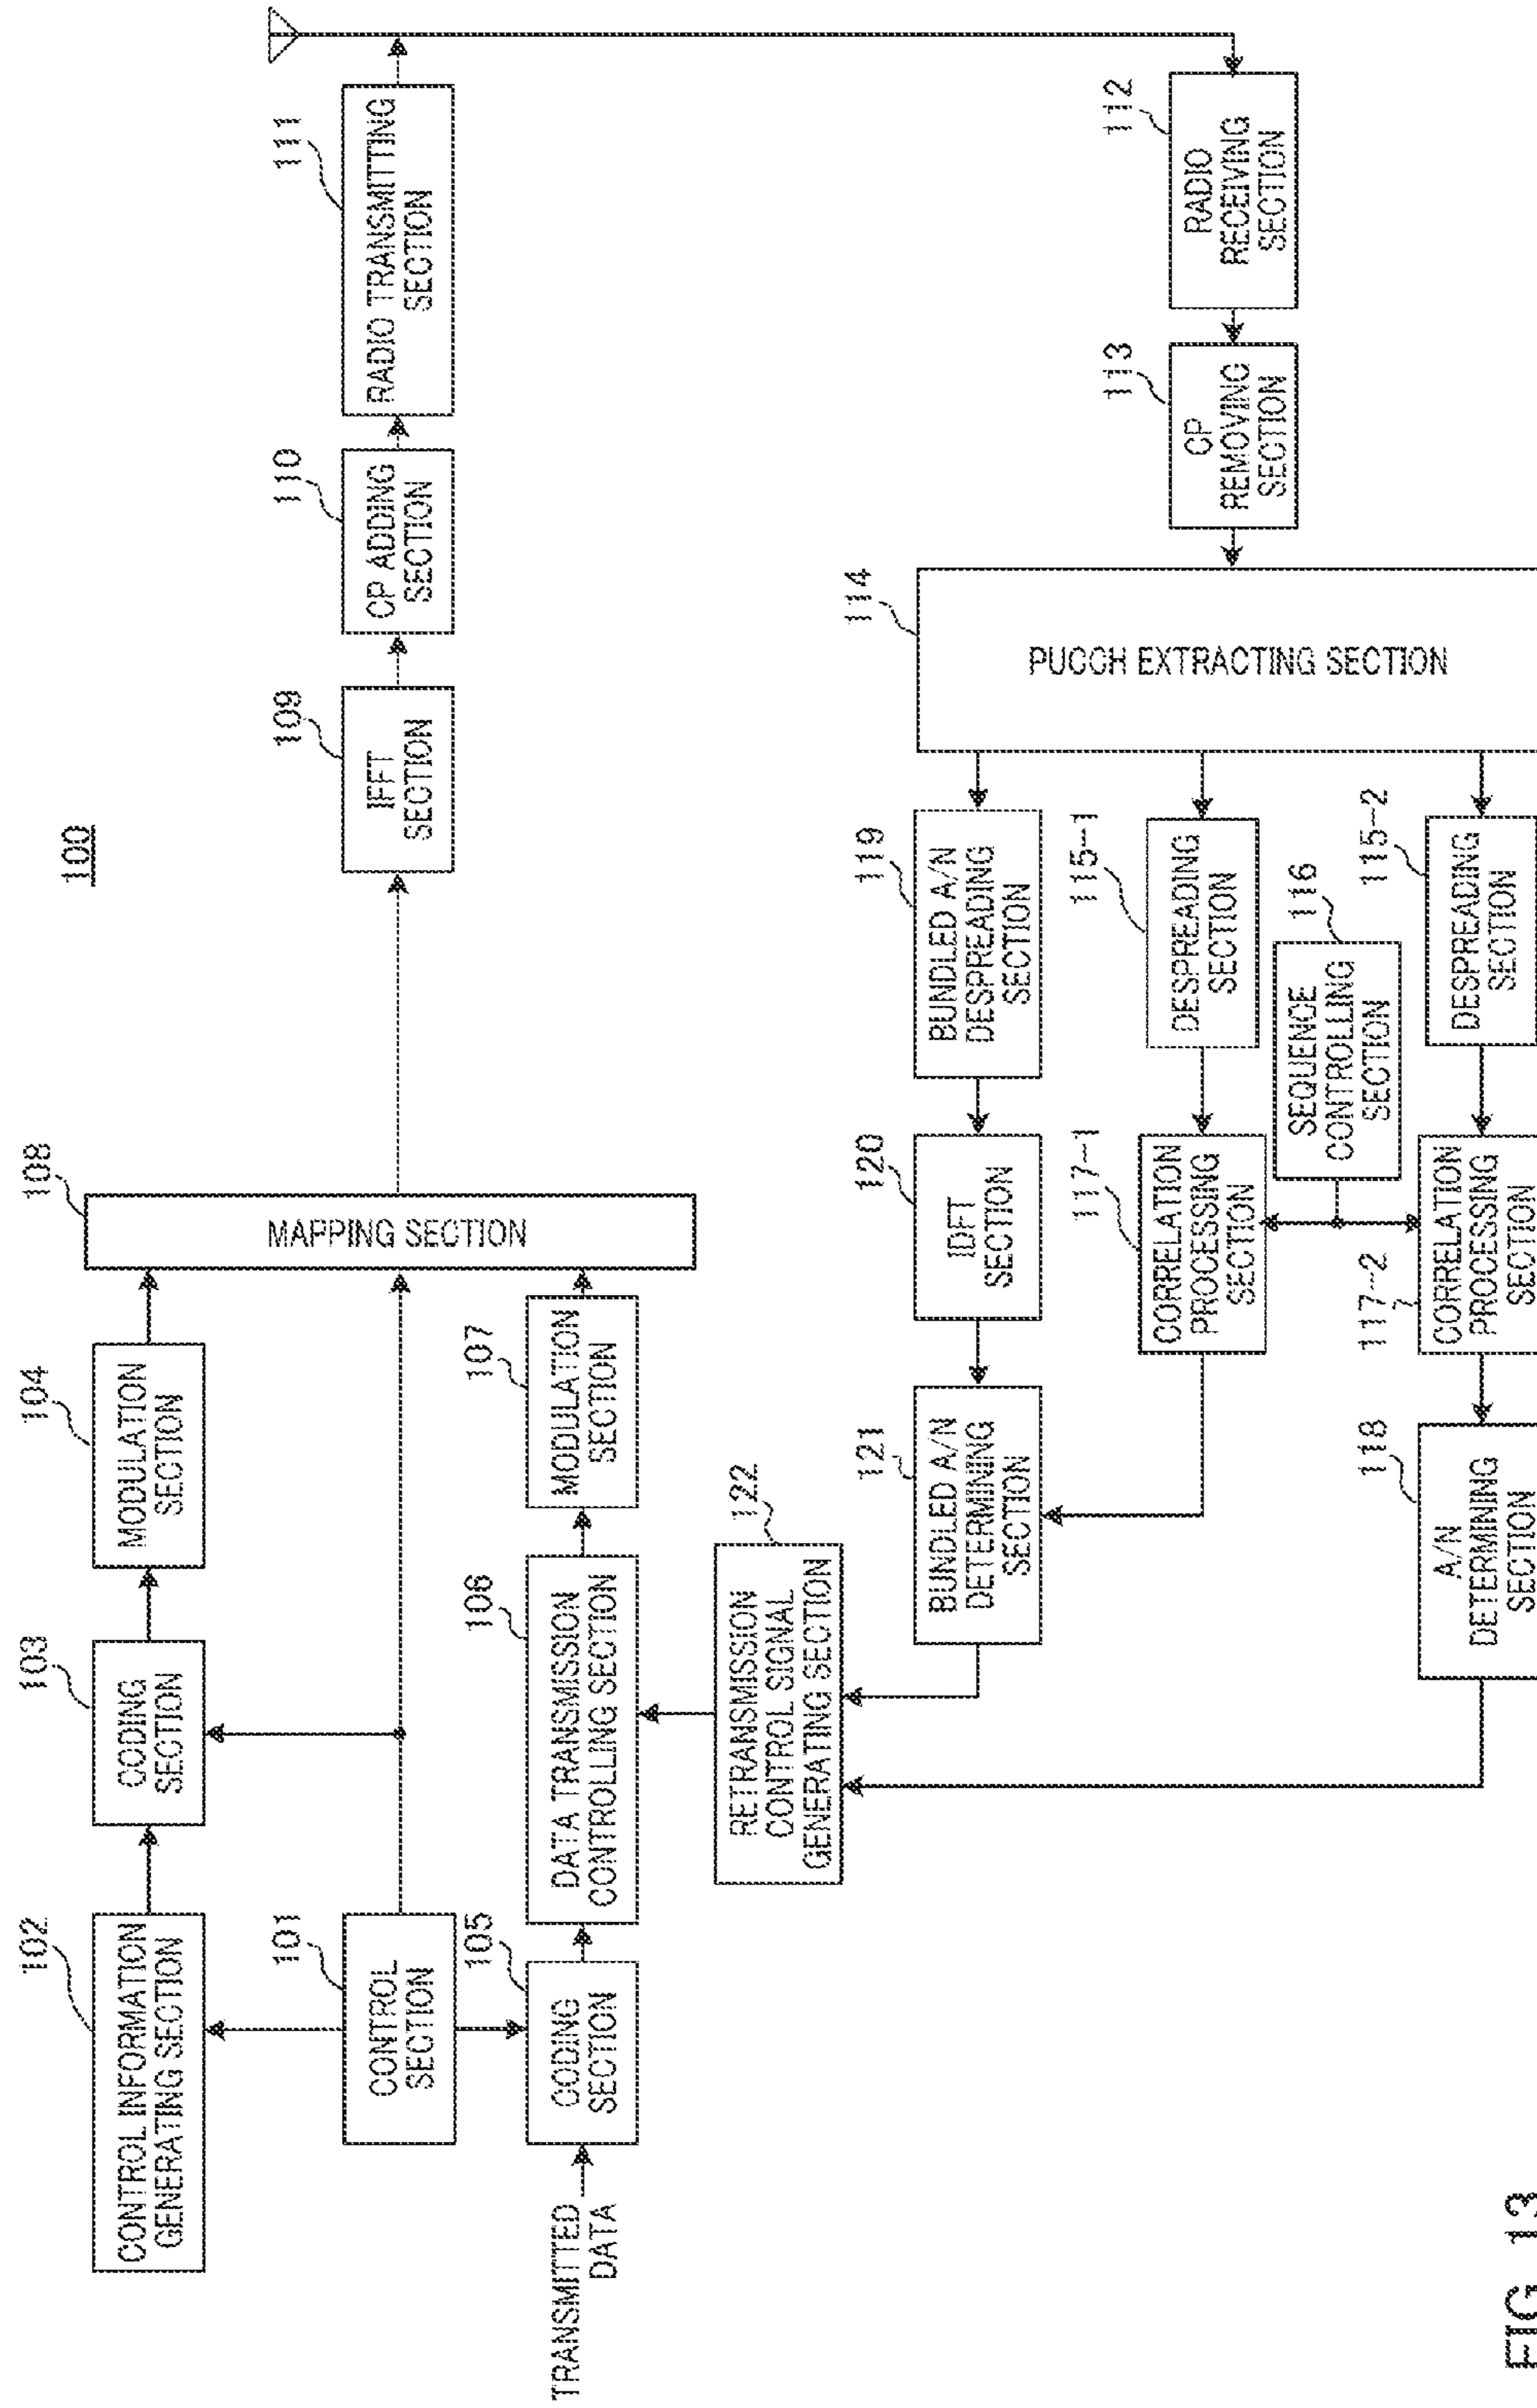 100
102
CONTROL INFORMATION
GENERATING SECTION
103
CODING
SECTION
104
MODULATION
SECTION
101
CONTROL
SECTION
108
MAPPING SECTION
109
IFFT
SECTION
110
CP ADDING
SECTION
111
RADIO TRANSMITTING
SECTION
TRANSMITTED
DATA
105
CODING
SECTION
106
DATA TRANSMISSION
CONTROLLING SECTION
107
MODULATION
SECTION
122
RETRANSMISSION
CONTROL SIGNAL
GENERATING SECTION
121
BUNDLED A/N
DETERMINING
SECTION
120
IDFT
SECTION
119
BUNDLED A/N
DESPREADING
SECTION
114
PUCCH EXTRACTING SECTION
113
CP
REMOVING
SECTION
112
RADIO
RECEIVING
SECTION
117-1
CORRELATION
PROCESSING
SECTION
115-1
DESPREADING
SECTION
116
SEQUENCE
CONTROLLING
SECTION
118
A/N
DETERMINING
SECTION
117-2
CORRELATION
PROCESSING
SECTION
115-2
DESPREADING
SECTION
FIG. 13